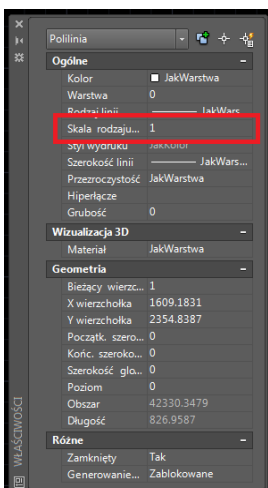 Polilinia
Ogólne
Kolor JakWarstwa
Warstwa 0
Rodzaj linii JakWars...
Skala rodzaju... 1
Styl wydruku JakKolor
Szerokość linii JakWars...
Przezroczystość JakWarstwa
Hiperłącze
Grubość 0
Wizualizacja 3D
Materiał JakWarstwa
Geometria
Bieżący wierzc... 1
X wierzchołka 1609.1831
Y wierzchołka 2354.8387
Początk. szero... 0
Końc. szeroko... 0
Szerokość glo... 0
Poziom 0
Obszar 42330.3479
Długość 826.9587
Różne
Zamknięty Tak
Generowanie... Zablokowane
WŁAŚCIWOŚCI